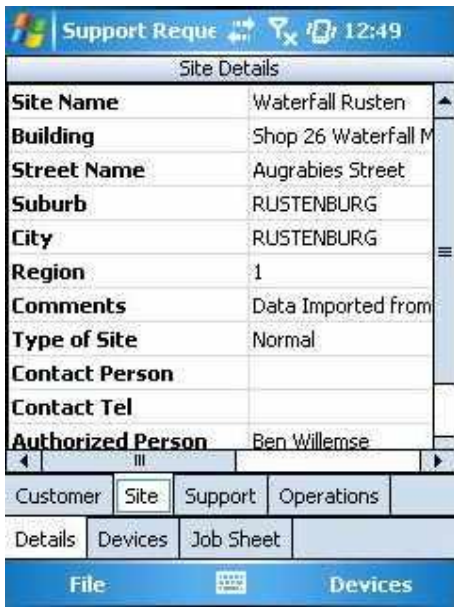 Support Reque 12:49
Site Details
Site Name Waterfall Rusten
Building Shop 26 Waterfall M
Street Name Augrabies Street
Suburb RUSTENBURG
City RUSTENBURG
Region 1
Comments Data Imported from
Type of Site Normal
Contact Person
Contact Tel
Authorized Person Ben Willemse
Customer Site Support Operations
Details Devices Job Sheet
File Devices